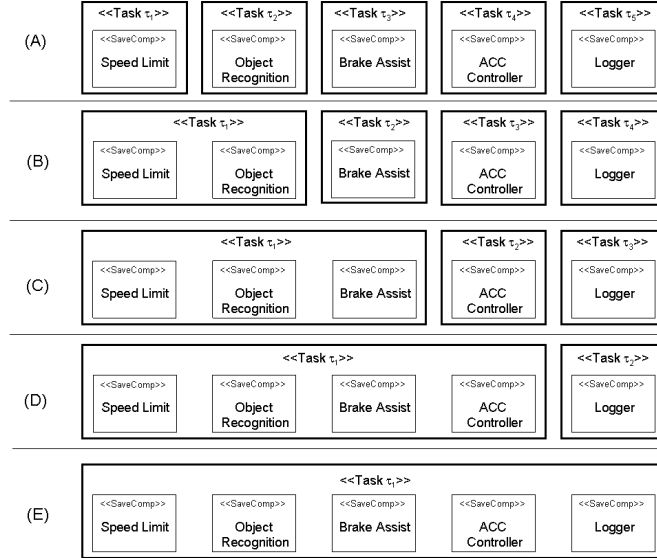 (A)
<<Task τ1>> <<Task τ2>> <<Task τ3>> <<Task τ4>> <<Task τ5>>
<<SaveComp>> <<SaveComp>> <<SaveComp>> <<SaveComp>> <<SaveComp>>
Speed Limit Object Brake Assist ACC Logger
Recognition Controller
(B)
<<Task τ1>> <<Task τ2>> <<Task τ3>> <<Task τ4>>
<<SaveComp>> <<SaveComp>> <<SaveComp>> <<SaveComp>> <<SaveComp>>
Speed Limit Object Brake Assist ACC Logger
Recognition Controller
(C)
<<Task τ1>> <<Task τ2>> <<Task τ3>>
<<SaveComp>> <<SaveComp>> <<SaveComp>> <<SaveComp>> <<SaveComp>>
Speed Limit Object Brake Assist ACC Logger
Recognition Controller
(D)
<<Task τ1>> <<Task τ2>>
<<SaveComp>> <<SaveComp>> <<SaveComp>> <<SaveComp>> <<SaveComp>>
Speed Limit Object Brake Assist ACC Logger
Recognition Controller
(E)
<<Task τ1>>
<<SaveComp>> <<SaveComp>> <<SaveComp>> <<SaveComp>> <<SaveComp>>
Speed Limit Object Brake Assist ACC Logger
Recognition Controller